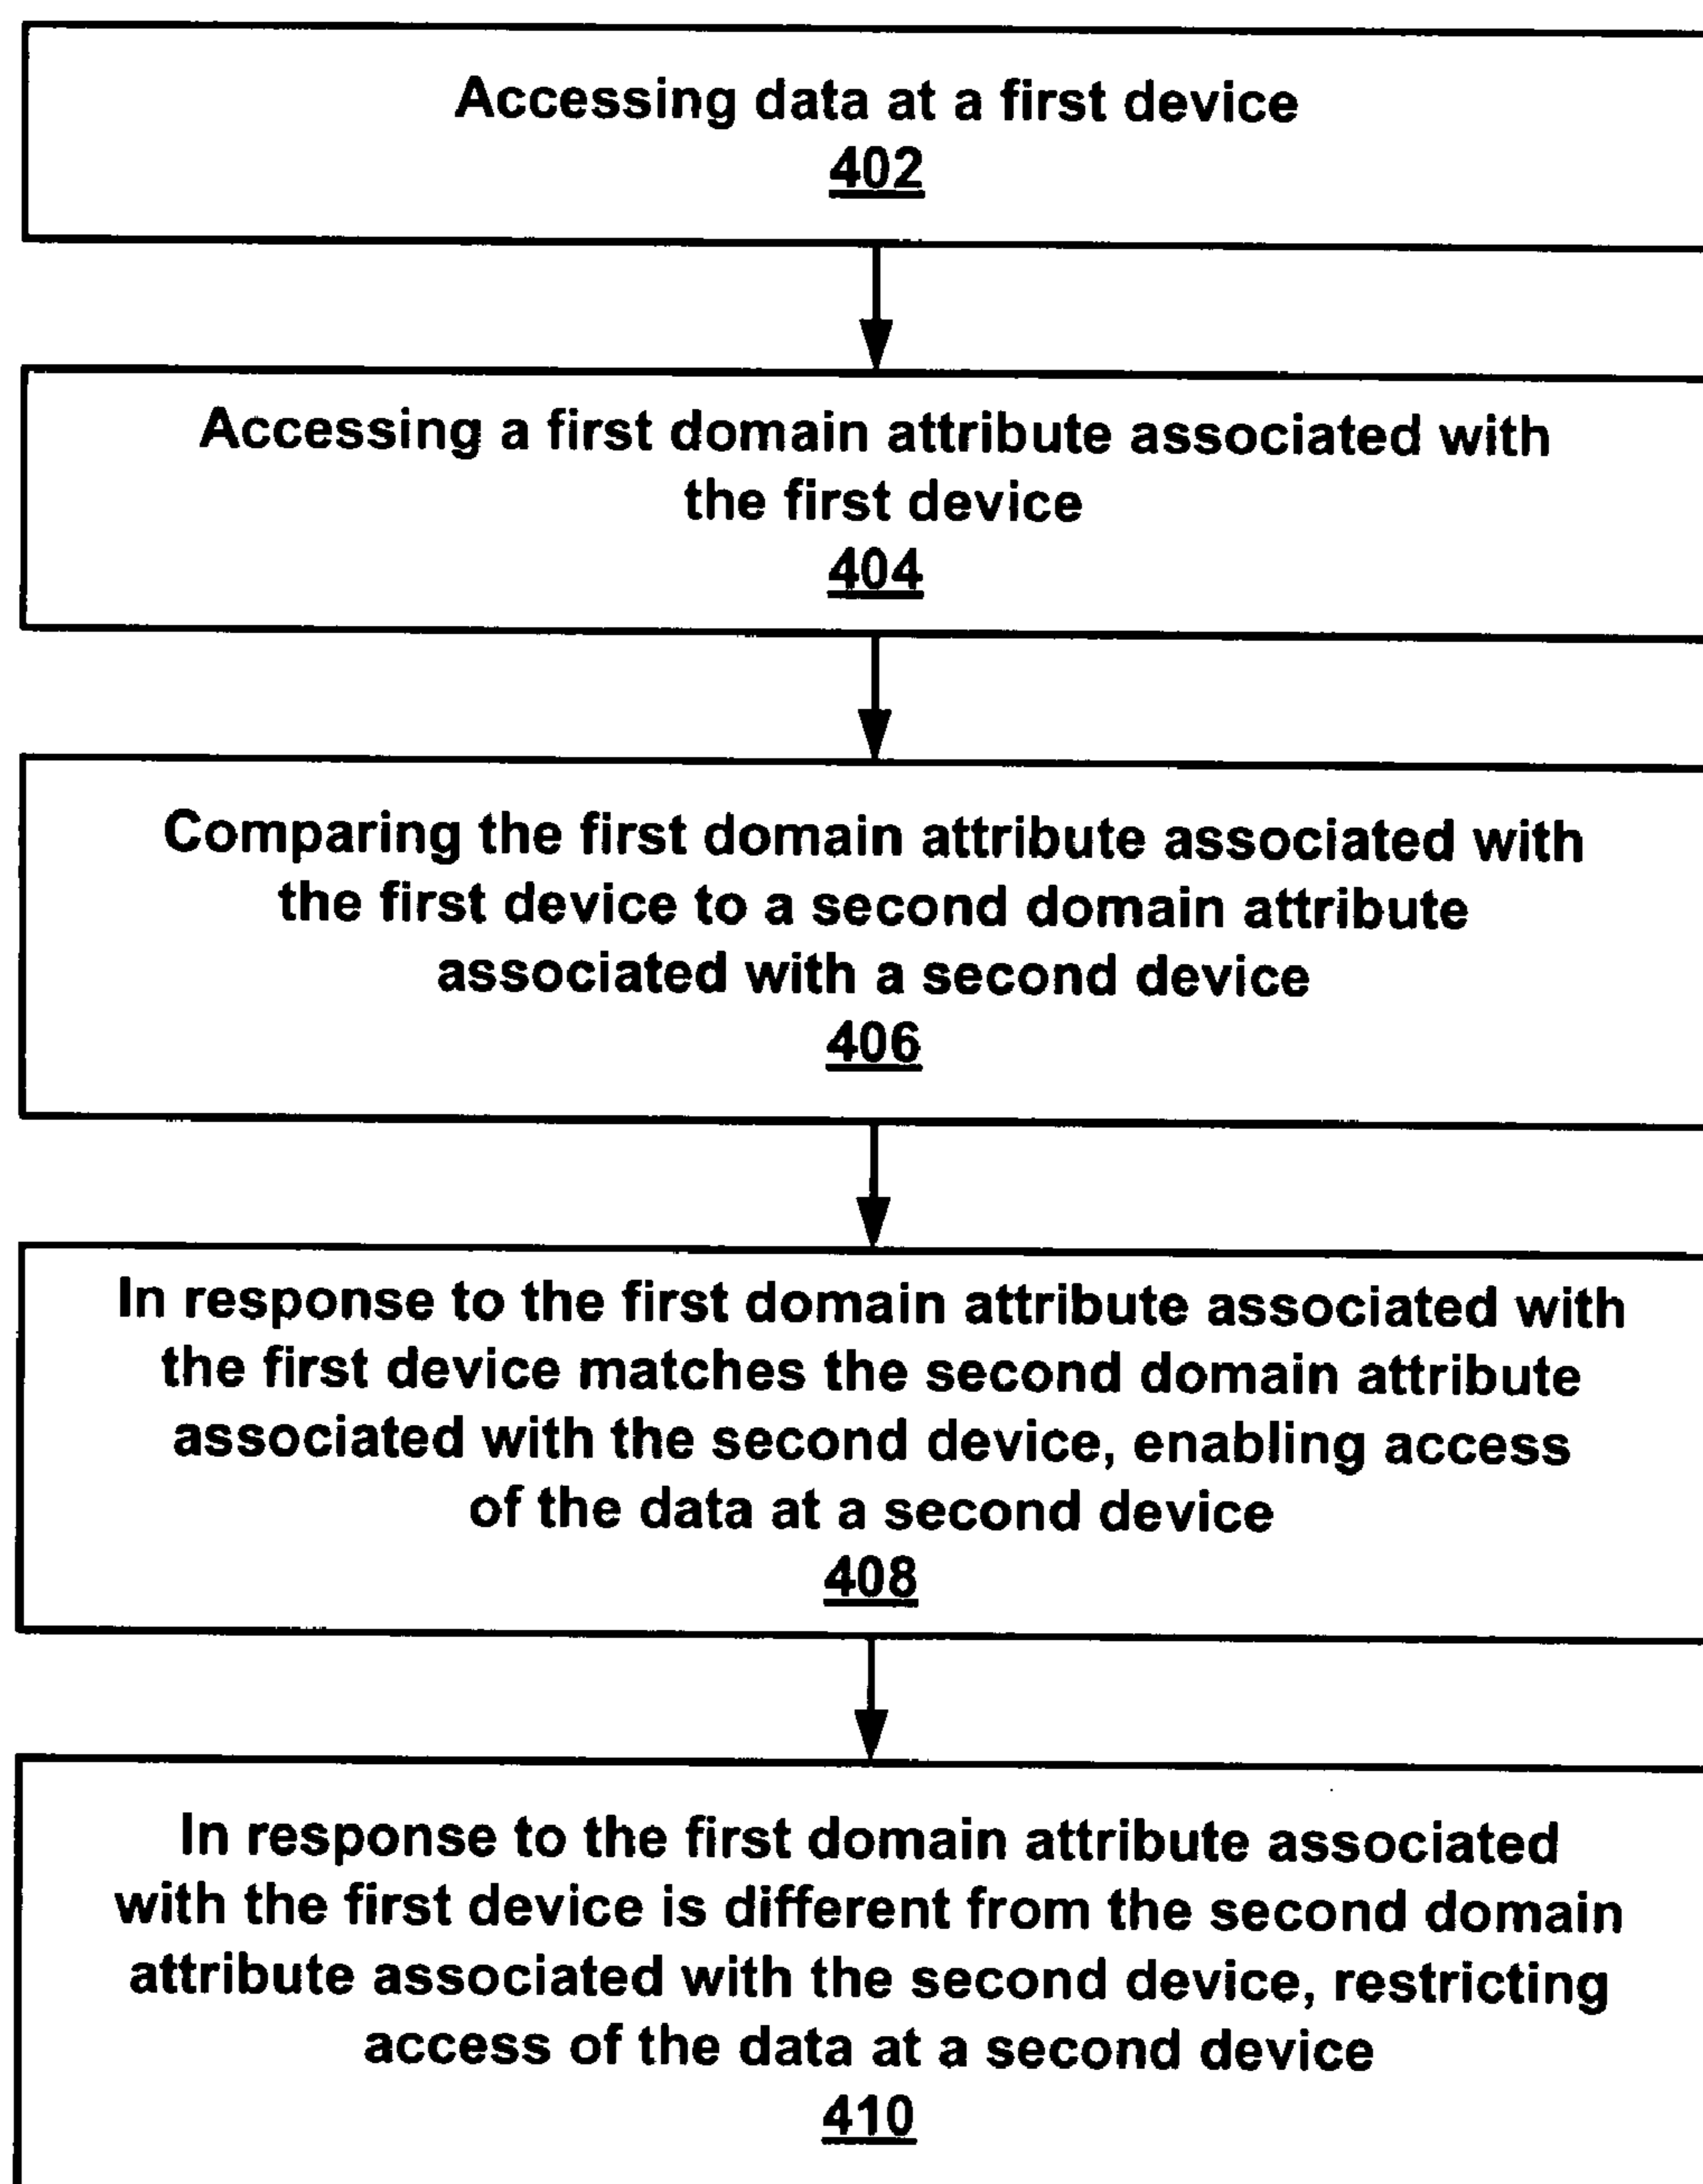 Accessing data at a first device
402
Accessing a first domain attribute associated with
the first device
404
Comparing the first domain attribute associated with
the first device to a second domain attribute
associated with a second device
406
In response to the first domain attribute associated with
the first device matches the second domain attribute
associated with the second device, enabling access
of the data at a second device
408
In response to the first domain attribute associated
with the first device is different from the second domain
attribute associated with the second device, restricting
access of the data at a second device
410